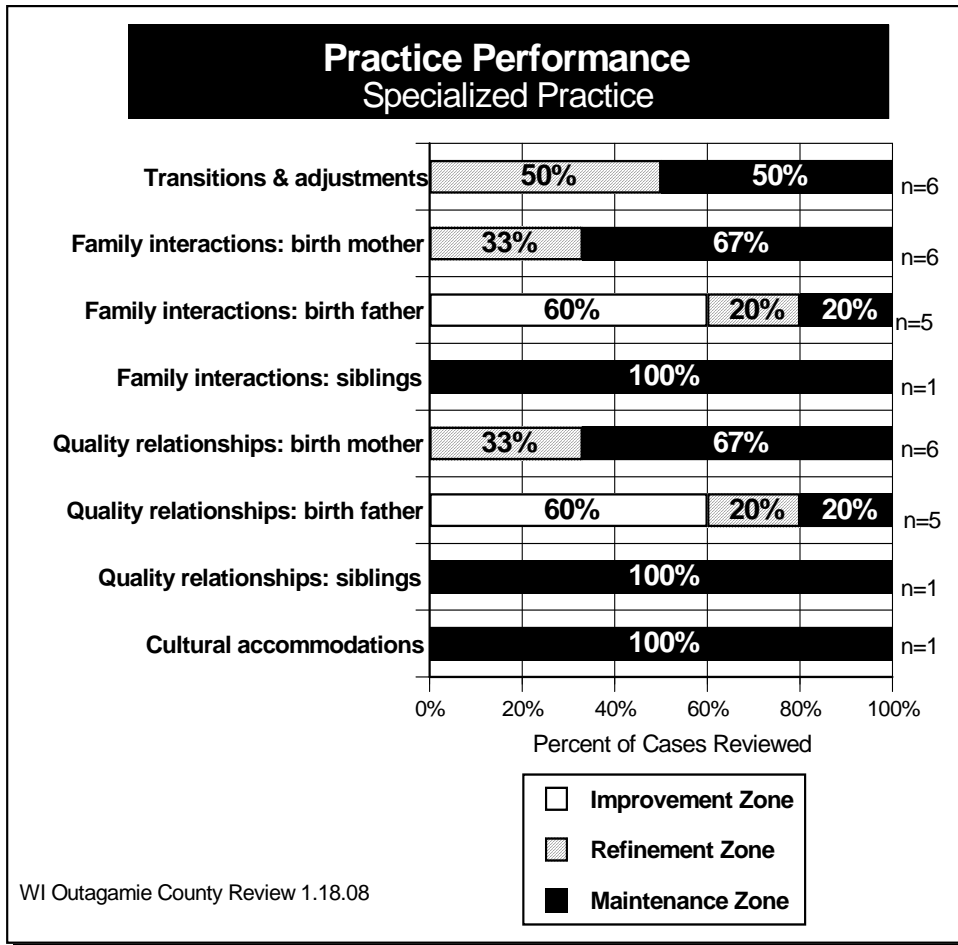 Practice Performance
Specialized Practice
Transitions & adjustments 50% 50% n=6
Family interactions: birth mother 33% 67% n=6
Family interactions: birth father 60% 20% 20% n=5
Family interactions: siblings 100% n=1
Quality relationships: birth mother 33% 67% n=6
Quality relationships: birth father 60% 20% 20% n=5
Quality relationships: siblings 100% n=1
Cultural accommodations 100% n=1
0% 20% 40% 60% 80% 100%
Percent of Cases Reviewed
Improvement Zone
Refinement Zone
Maintenance Zone
WI Outagamie County Review 1.18.08